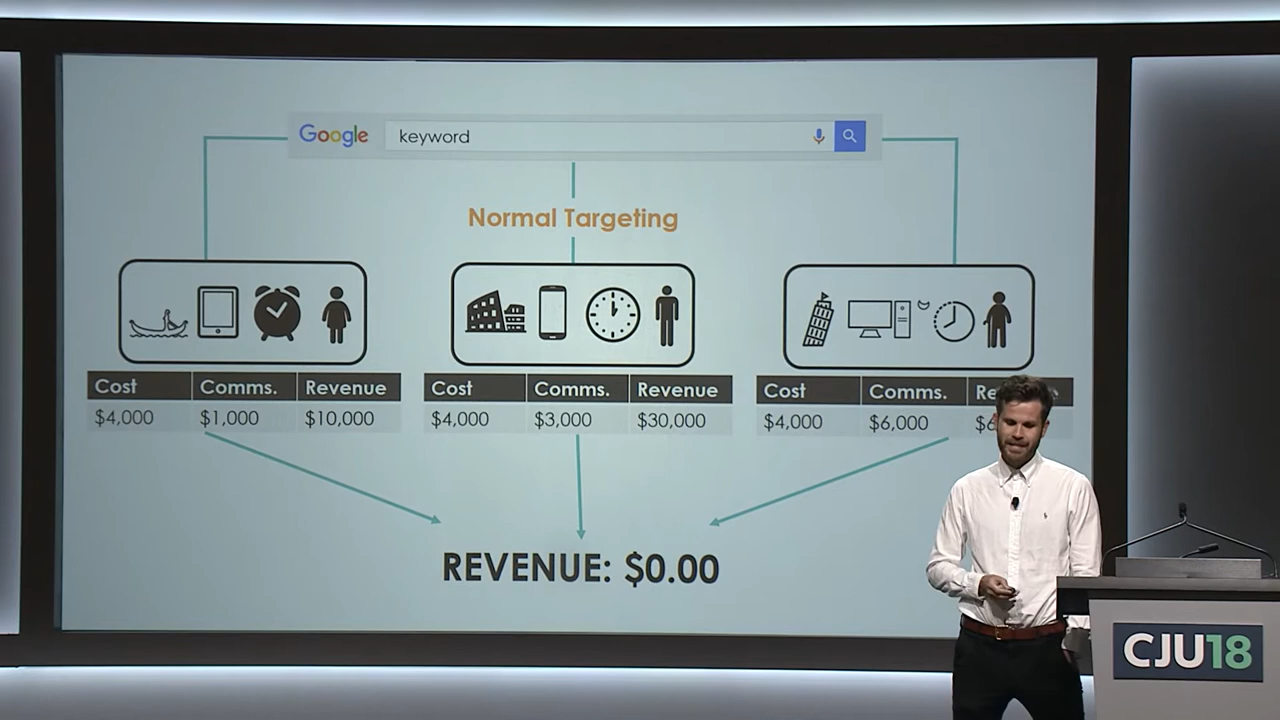 Google keyword
Normal Targeting
Cost Comms. Revenue
$4,000 $1,000 $10,000
Cost Comms. Revenue
$4,000 $3,000 $30,000
Cost Comms.
$4,000 $6,000
REVENUE: $0.00
CJU18